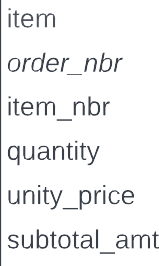 item
order_nbr
item_nbr
quantity
unity_price
subtotal_amt